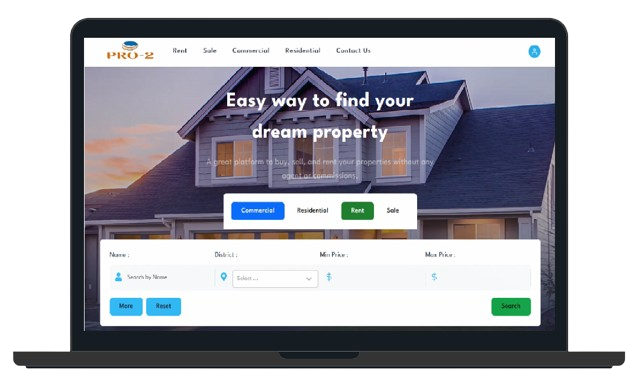 PRO-2
Rent Sale Commercial Residential Contact Us
Easy way to find your
dream property
A great platform to buy, sell, and rent your properties without any
agent or commissions.
Commercial Residential Rent Sale
Name : District : Min Price : Max Price :
Search by Name Select ... $ $
More Reset Search